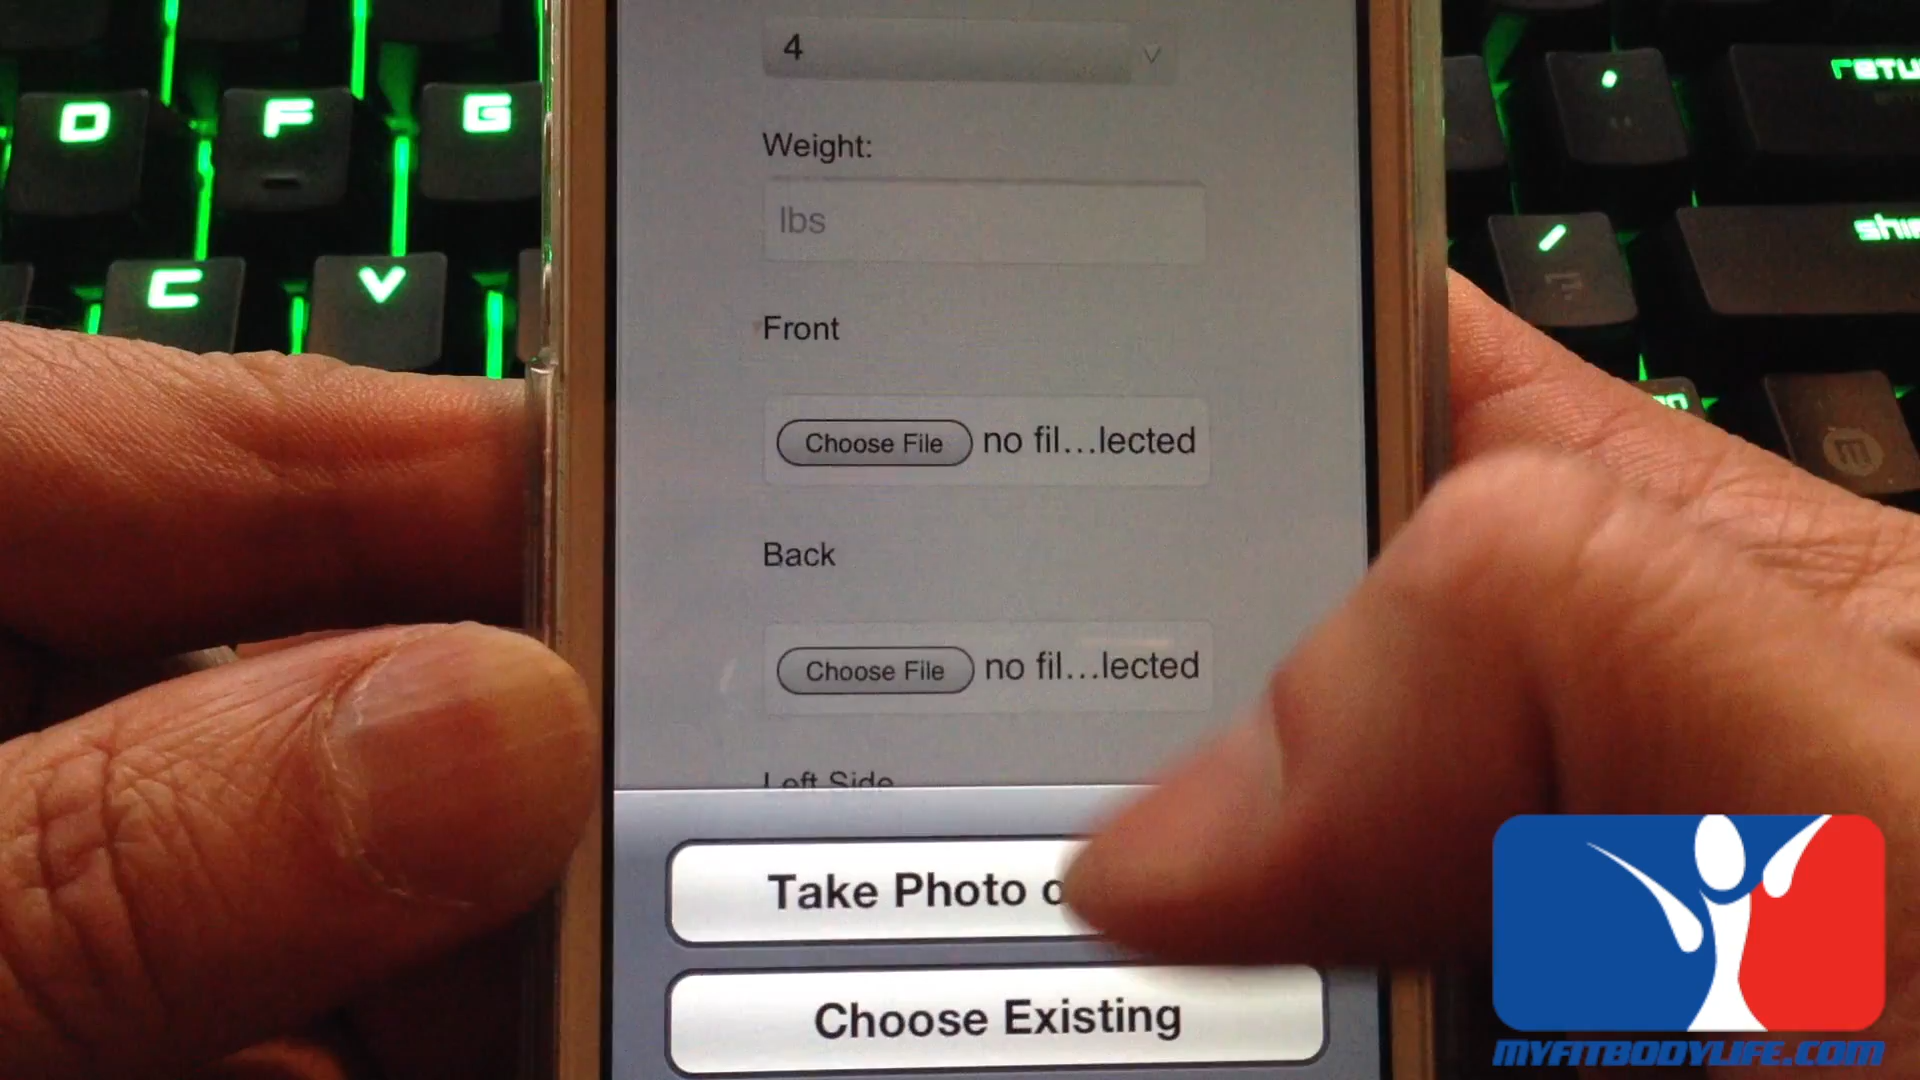 4
Weight:
lbs
Front
Choose File no fil...lected
Back
Choose File no fil...lected
Left Side
Take Photo
Choose Existing
D F G
C V
MYFITBODYLIFE.COM